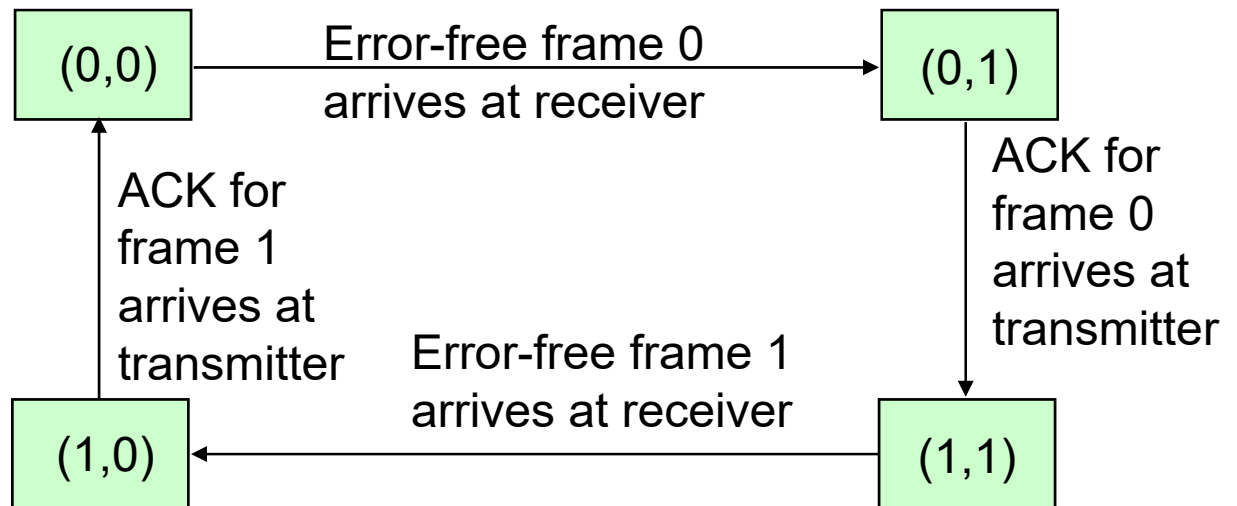 (0,0)
Error-free frame 0
arrives at receiver
(0,1)
ACK for
frame 1
arrives at
transmitter
ACK for
frame 0
arrives at
transmitter
Error-free frame 1
arrives at receiver
(1,0)
(1,1)